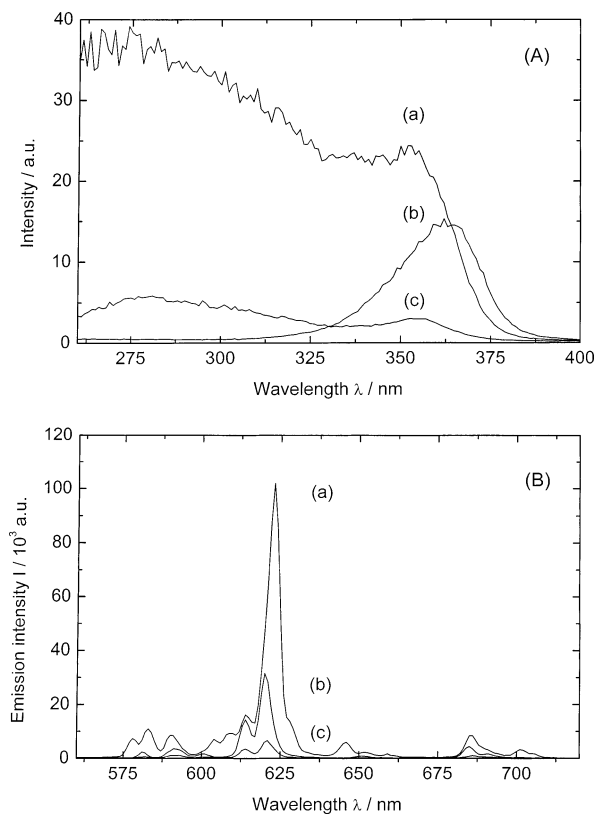 40
(A)
(a)
30
20
(b)
10
(c)
0
275 300 325 350 375 400
Intensity / a.u.
Wavelength λ / nm
120
(B)
100
(a)
80
60
40
(b)
20
(c)
0
575 600 625 650 675 700
Emission intensity I / 10³ a.u.
Wavelength λ / nm